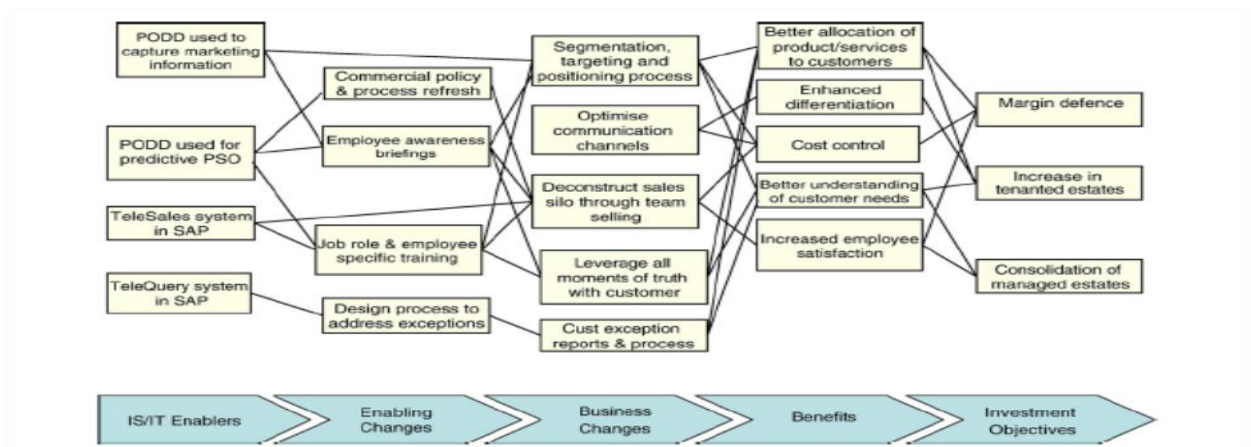 PODD used to
capture marketing
information
PODD used for
predictive PSO
TeleSales system
in SAP
TeleQuery system
in SAP
Commercial policy
& process refresh
Employee awareness
briefings
Job role & employee
specific training
Design process to
address exceptions
Segmentation,
targeting and
positioning process
Optimise
communication
channels
Deconstruct sales
silo through team
selling
Leverage all
moments of truth
with customer
Cust exception
reports & process
Better allocation of
product/services
to customers
Enhanced
differentiation
Cost control
Better understanding
of customer needs
Increased employee
satisfaction
Margin defence
Increase in
tenanted estates
Consolidation of
managed estates
IS/IT Enablers
Enabling
Changes
Business
Changes
Benefits
Investment
Objectives